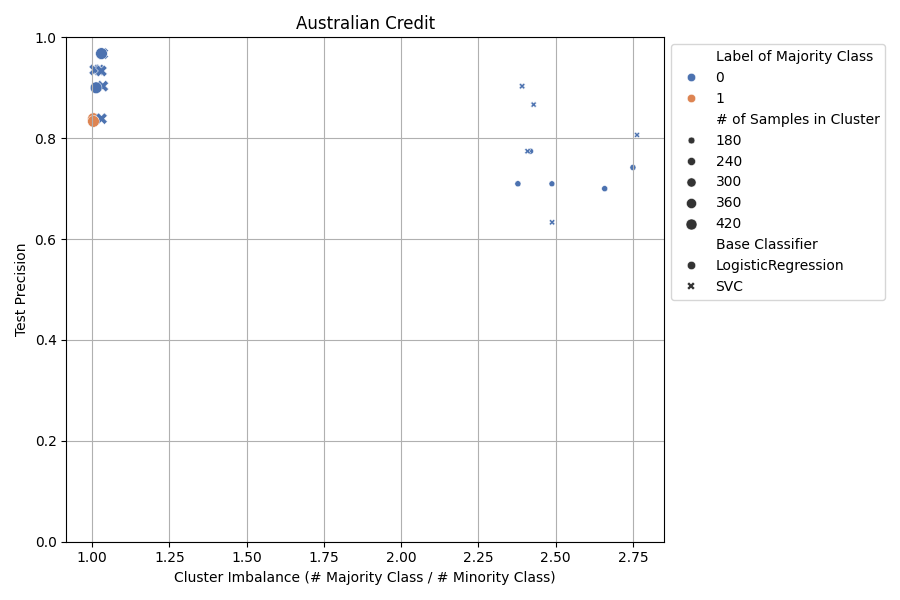 Australian Credit
1.0
0.8
0.6
0.4
0.2
0.0
Test Precision
1.00
1.25
1.50
1.75
2.00
2.25
2.50
2.75
Cluster Imbalance (# Majority Class / # Minority Class)
Label of Majority Class
0
1
# of Samples in Cluster
180
240
300
360
420
Base Classifier
LogisticRegression
SVC